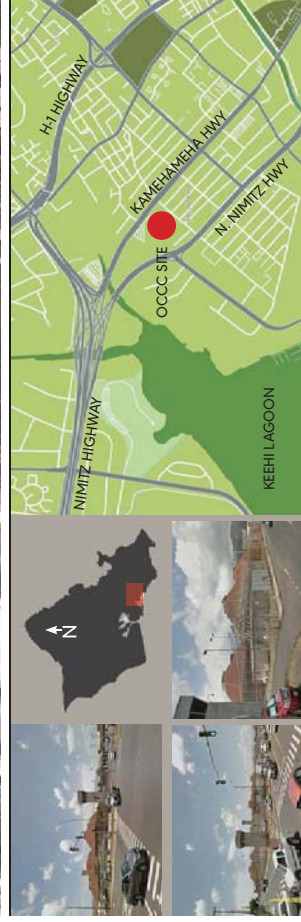 H-1 HIGHWAY
KAMEHAMEHA HWY
N. NIMITZ HWY
OCCC SITE
NIMITZ HIGHWAY
KEEHI LAGOON
N